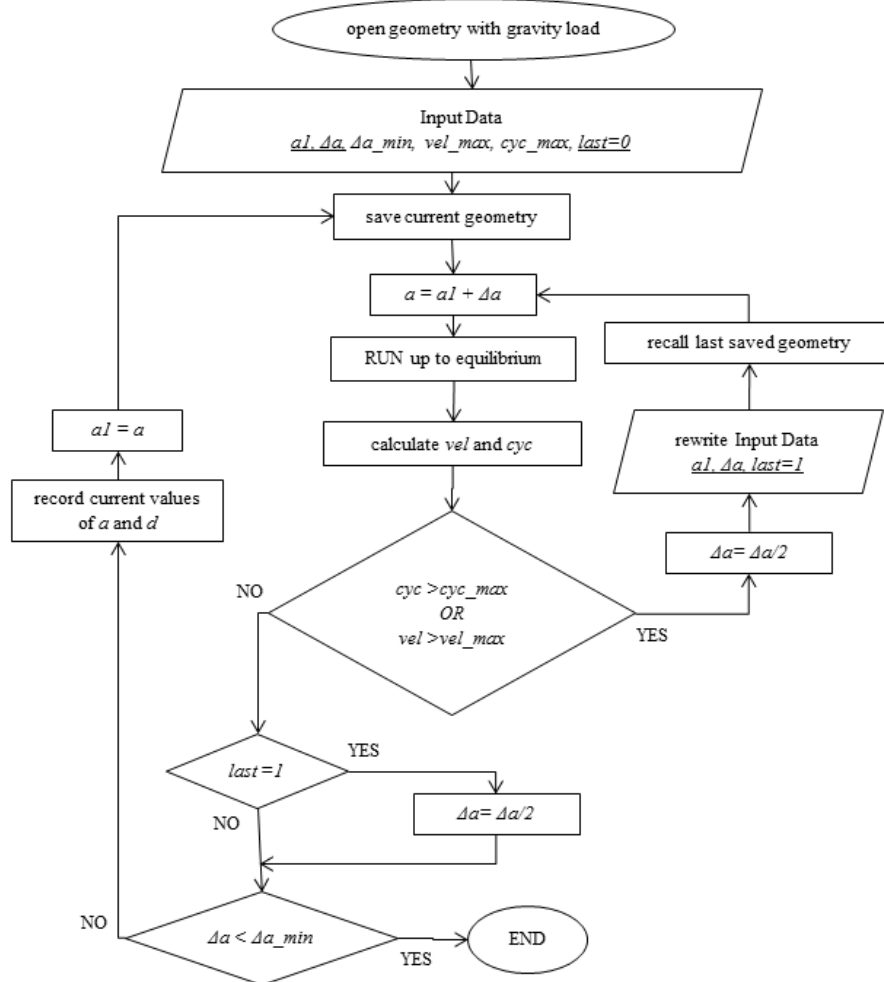 open geometry with gravity load
Input Data
a1, Δa, Δa_min, vel_max, cyc_max, last=0
save current geometry
a = a1 + Δa
recall last saved geometry
RUN up to equilibrium
a1 = a
calculate vel and cyc
rewrite Input Data
a1, Δa, last=1
record current values
of a and d
Δa= Δa/2
NO
cyc >cyc_max
OR
vel >vel_max
YES
last=1
YES
NO
Δa= Δa/2
NO
Δa < Δa_min
YES
END